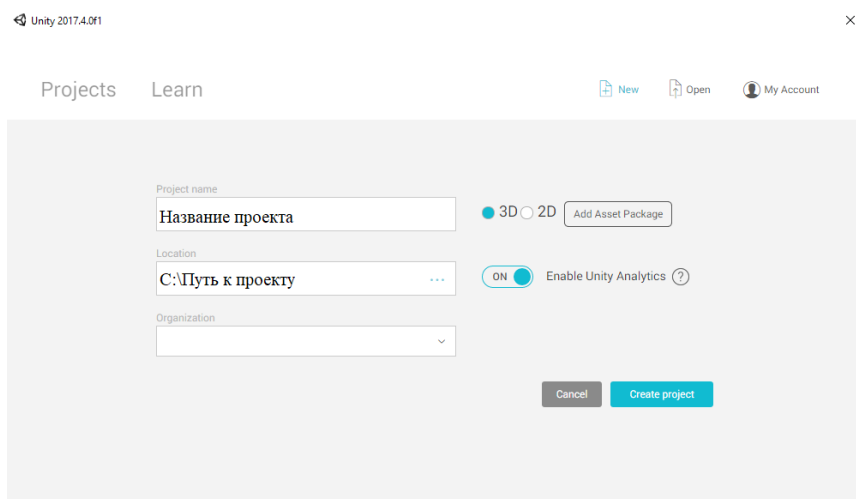 Unity 2017.4.0f1
Projects Learn New Open My Account
Project name
Название проекта
3D 2D Add Asset Package
Location
С:\Путь к проекту ...
ON Enable Unity Analytics ?
Organization
Cancel Create project